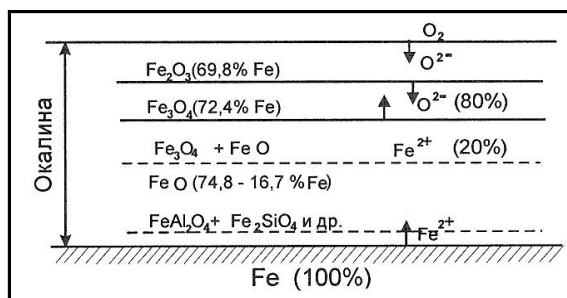 Окалина
O₂
Fe₂O₃(69,8% Fe)
O²⁻
Fe₃O₄(72,4% Fe)
O²⁻ (80%)
Fe₃O₄ + Fe O
Fe²⁺ (20%)
Fe O (74,8 - 16,7 %Fe)
FeAl₂O₄+ Fe₂SiO₄ и др.
Fe²⁺
Fe (100%)